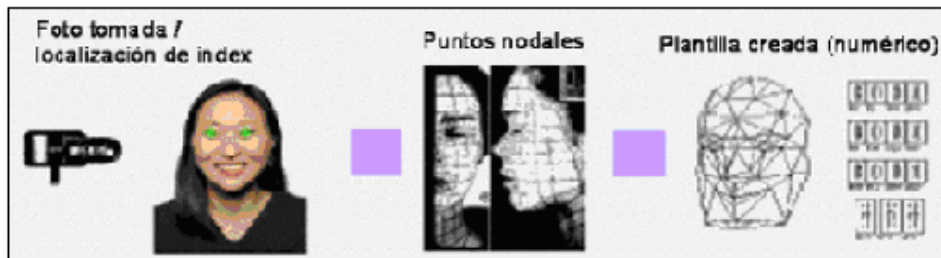 Foto tomada /
localización de index
Puntos nodales
Plantilla creada (numérico)